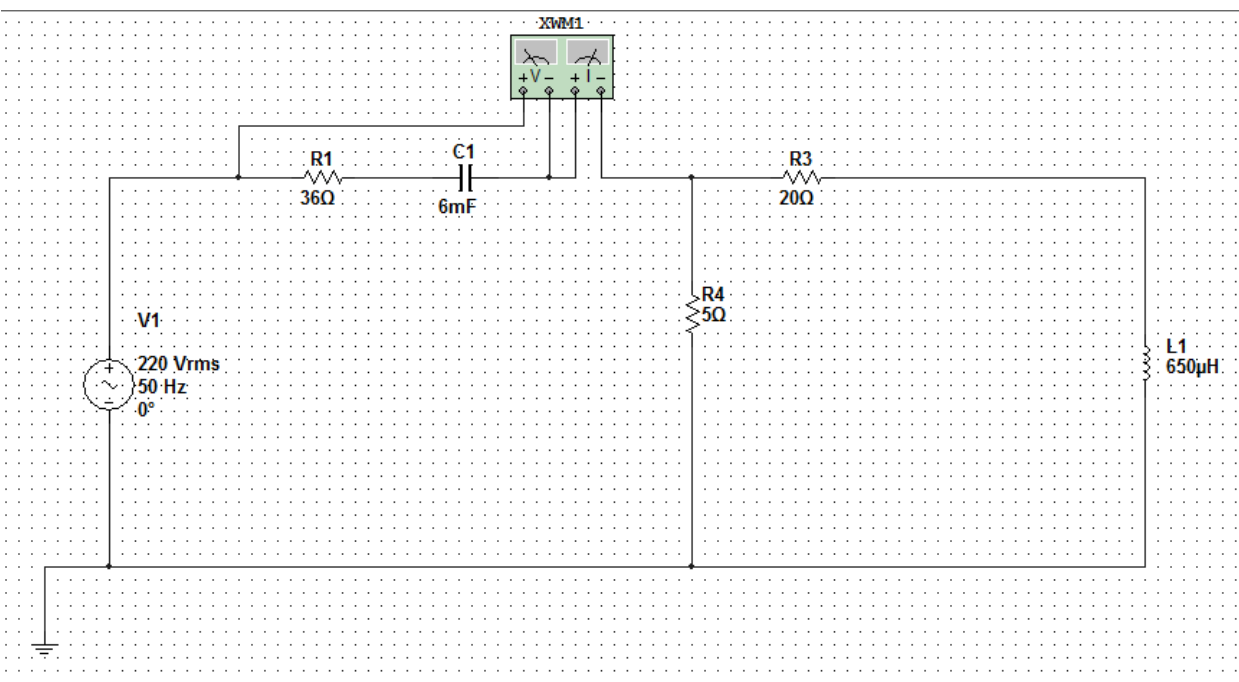 XWM1
+ V - + I -
R1
36Ω
C1
6mF
R3
20Ω
R4
5Ω
V1
220 Vrms
50 Hz
0°
L1
650µH